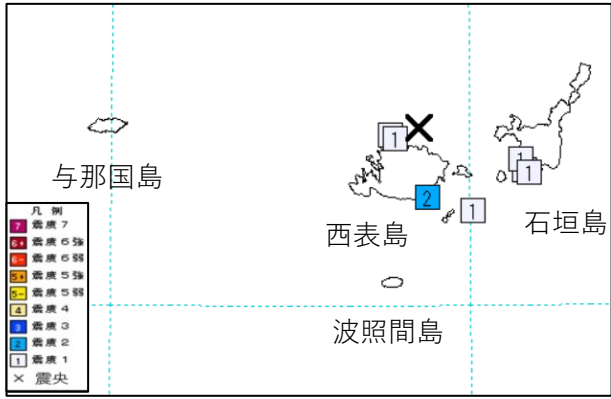 1
1
1
1
2
1
与那国島
西表島
石垣島
波照間島
凡 例
7 震度 7
6+ 震度 6 強
6- 震度 6 弱
5+ 震度 5 強
5- 震度 5 弱
4 震度 4
3 震度 3
2 震度 2
1 震度 1
× 震央